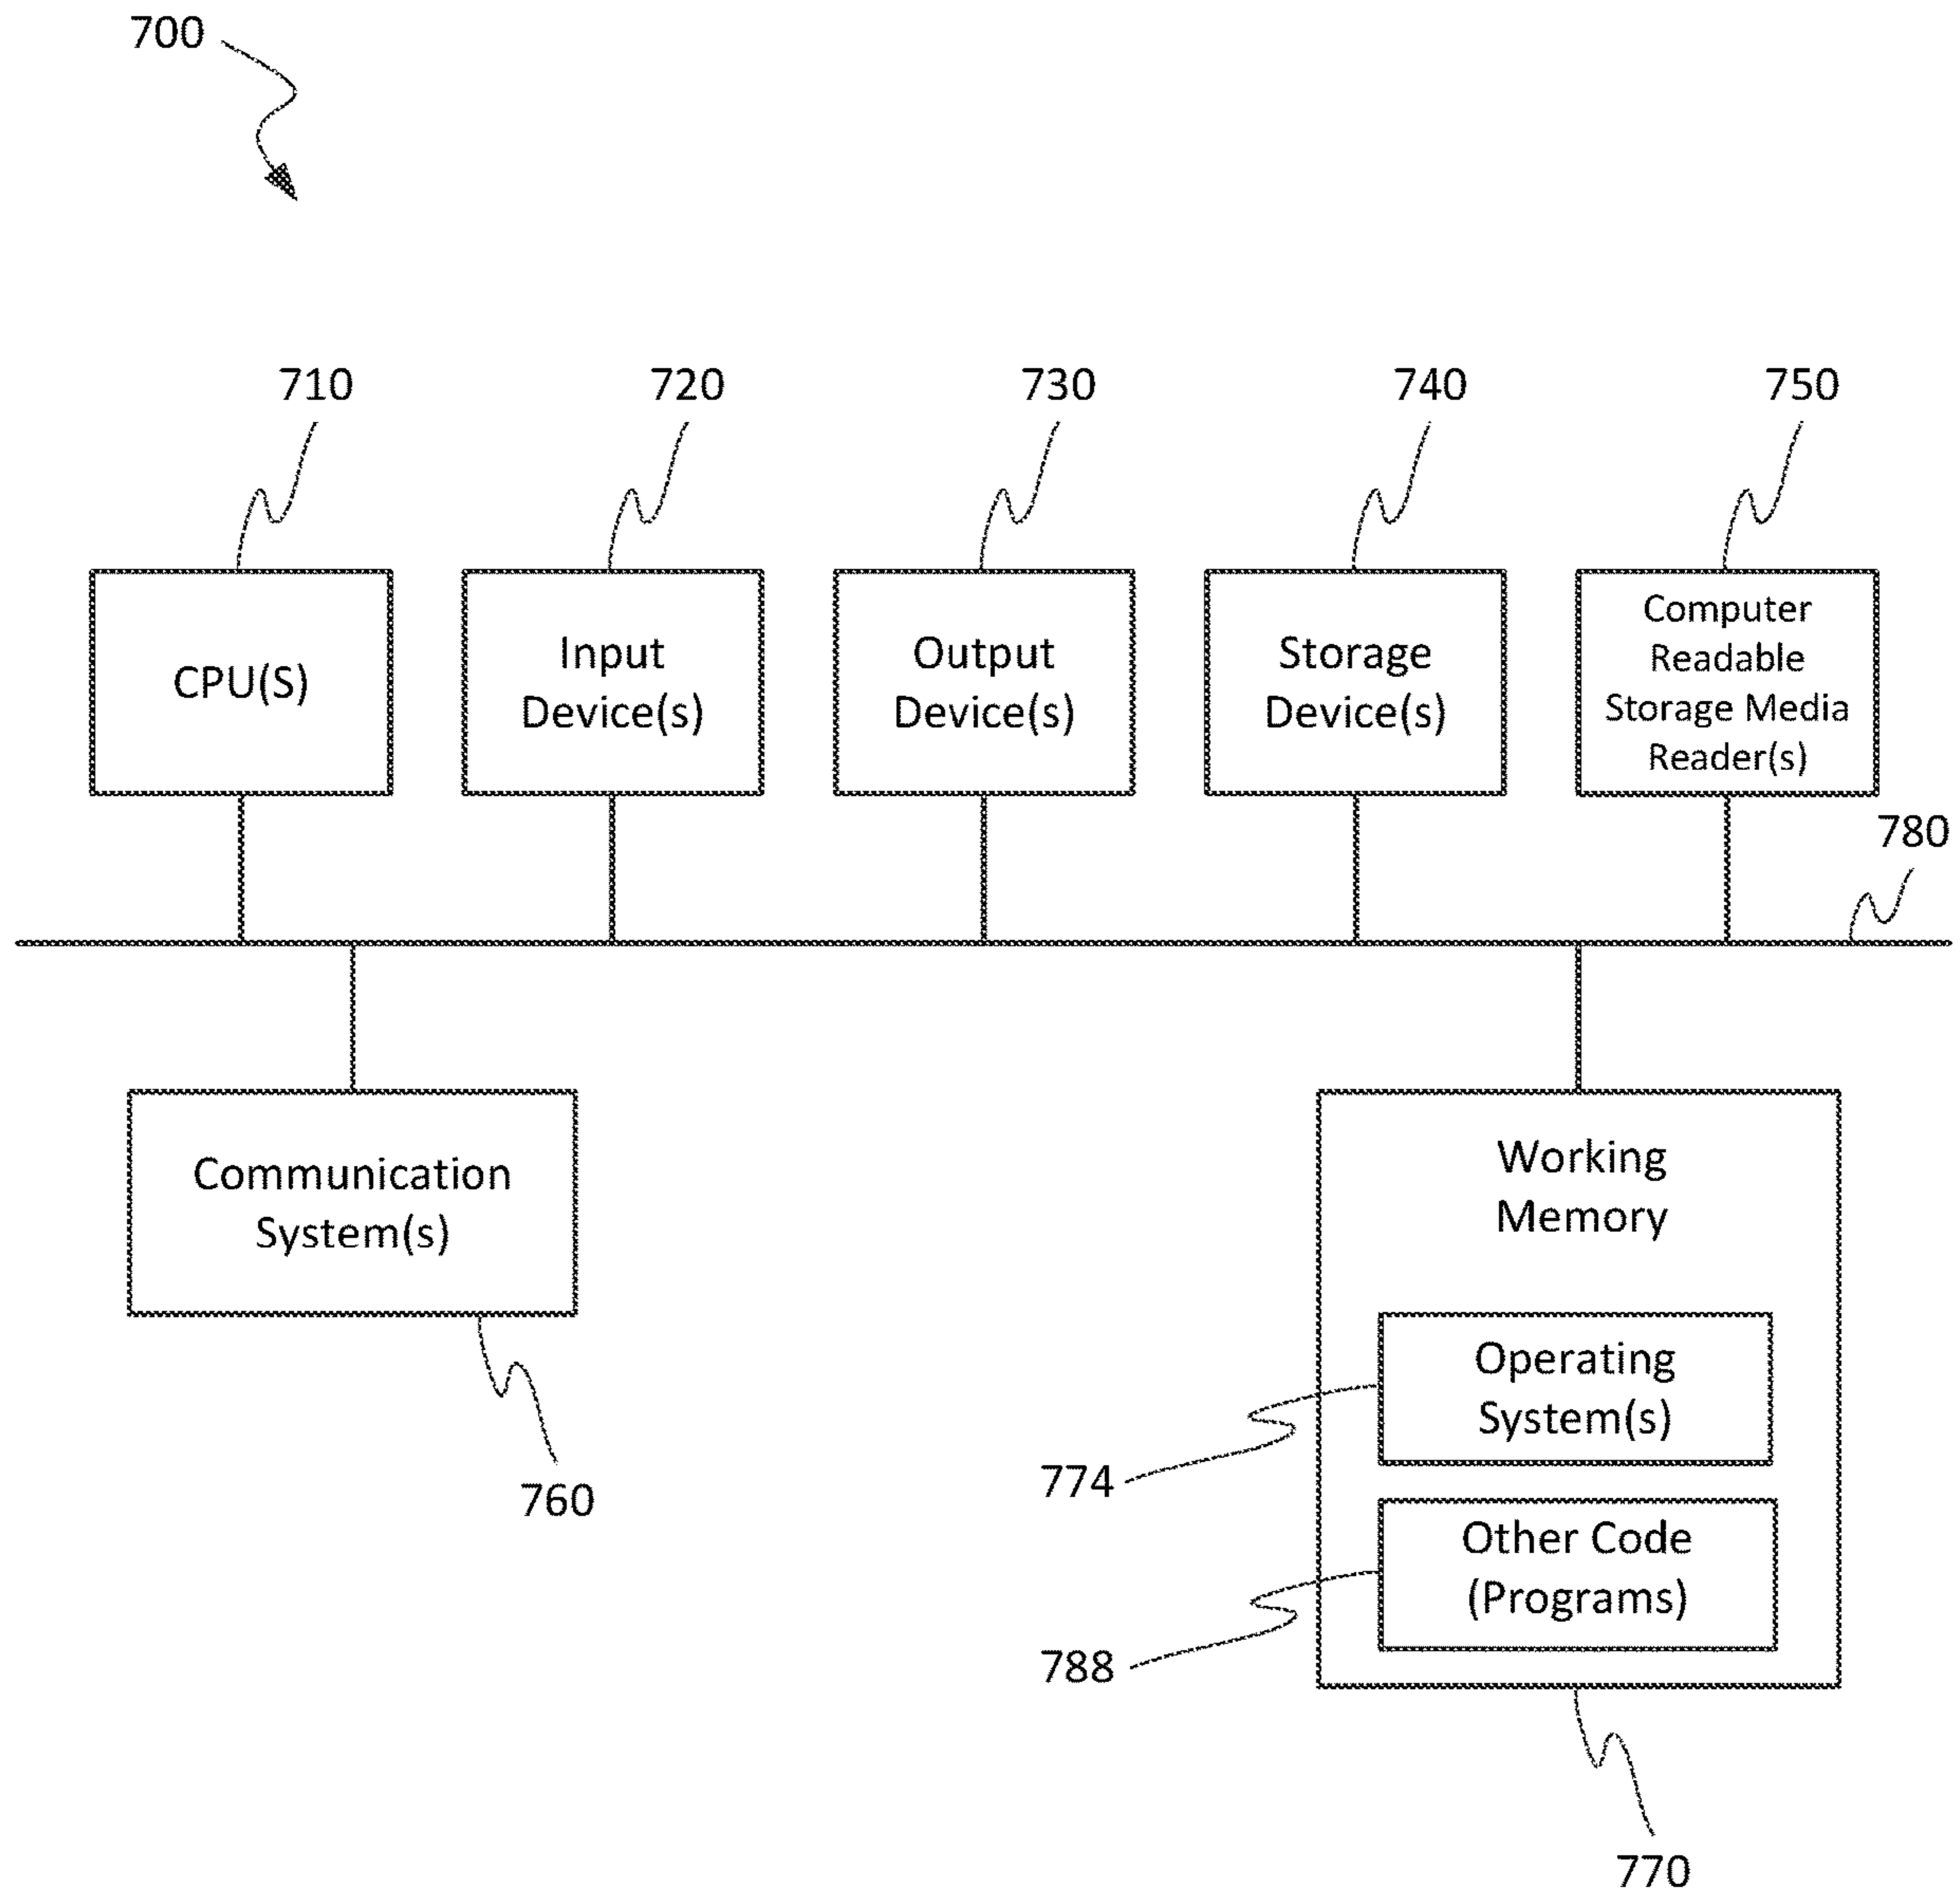 700
710
720
730
740
750
CPU(S)
Input
Device(s)
Output
Device(s)
Storage
Device(s)
Computer
Readable
Storage Media
Reader(s)
780
Communication
System(s)
760
Working
Memory
Operating
System(s)
774
Other Code
(Programs)
788
770